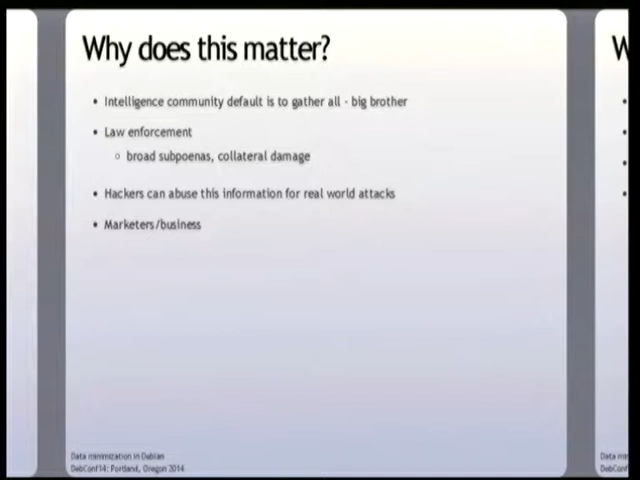 Why does this matter?
• Intelligence community default is to gather all - big brother
• Law enforcement
○ broad subpoenas, collateral damage
• Hackers can abuse this information for real world attacks
• Marketers/business
Data minimization in Debian
DebConf14: Portland, Oregon 2014